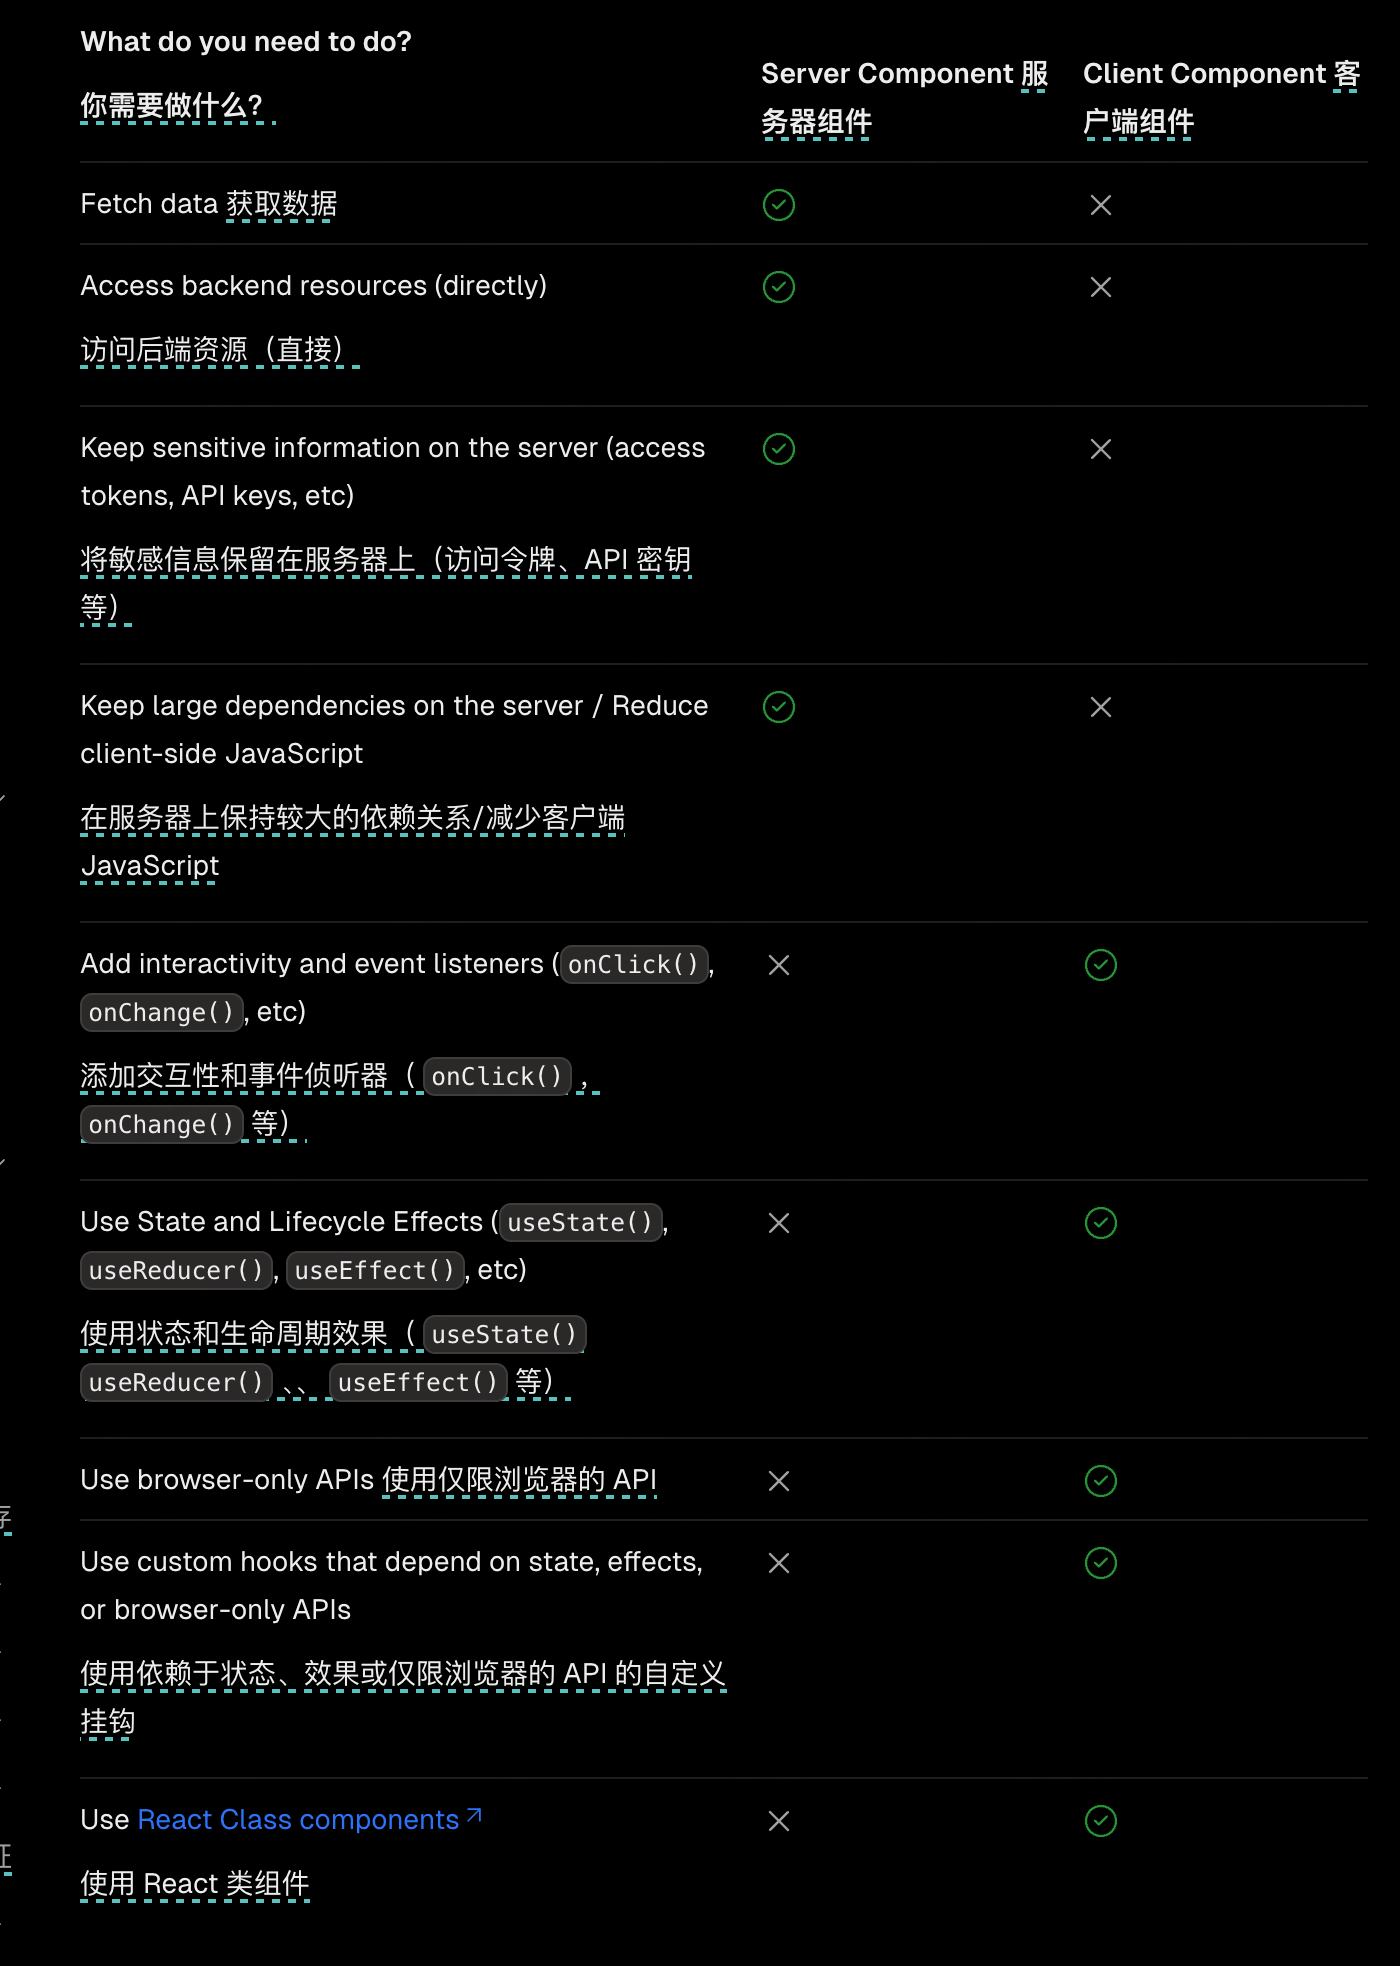 What do you need to do?
你需要做什么?
Server Component 服
务器组件
Client Component 客
户端组件
Fetch data 获取数据
Access backend resources (directly)
访问后端资源（直接）
Keep sensitive information on the server (access
tokens, API keys, etc)
将敏感信息保留在服务器上（访问令牌、API 密钥
等）
Keep large dependencies on the server / Reduce
client-side JavaScript
在服务器上保持较大的依赖关系/减少客户端
JavaScript
Add interactivity and event listeners (onClick(),
onChange(), etc)
添加交互性和事件侦听器（ onClick() ，
onChange() 等）
Use State and Lifecycle Effects (useState(),
useReducer(), useEffect(), etc)
使用状态和生命周期效果（ useState()
useReducer() 、、 useEffect() 等）
Use browser-only APIs 使用仅限浏览器的 API
Use custom hooks that depend on state, effects,
or browser-only APIs
使用依赖于状态、效果或仅限浏览器的 API 的自定义
挂钩
Use React Class components
使用 React 类组件